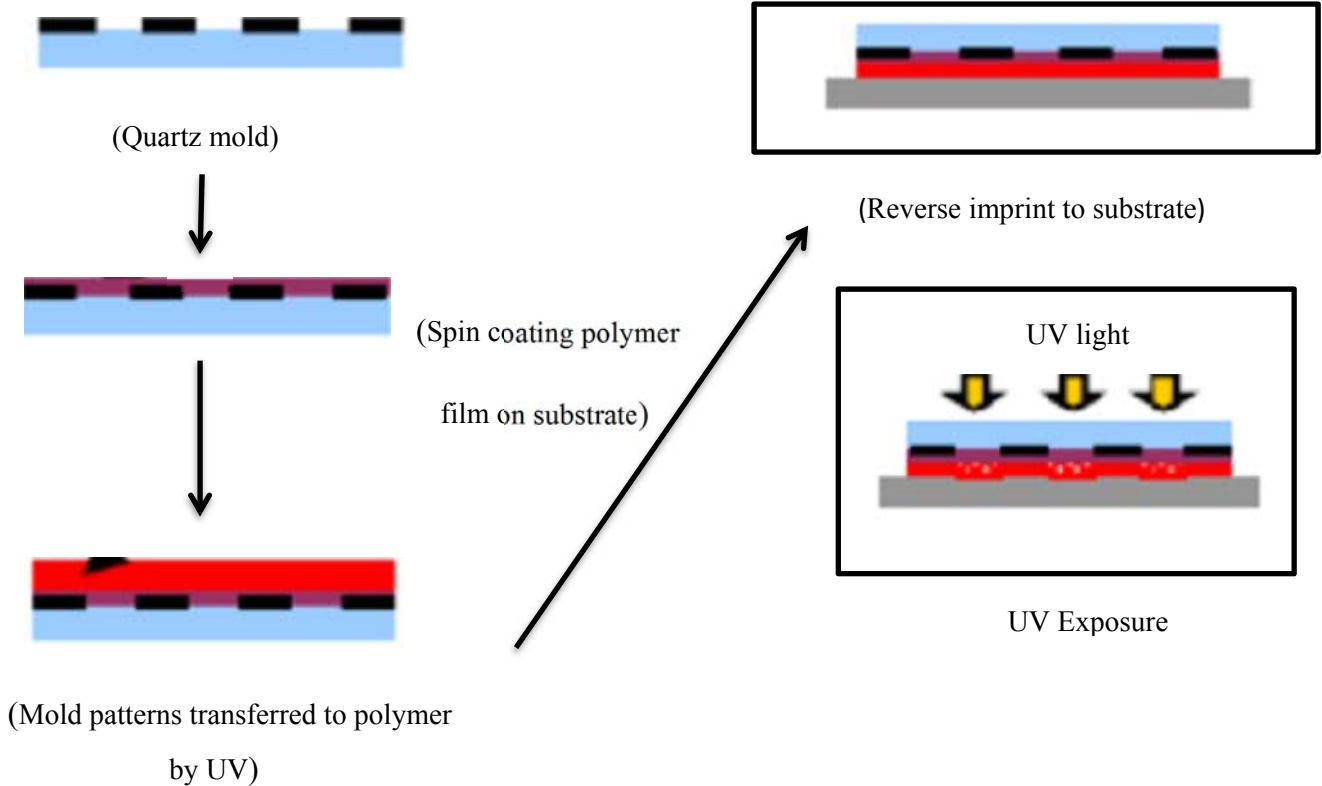 (Quartz mold)
(Spin coating polymer
film on substrate)
(Mold patterns transferred to polymer
by UV)
(Reverse imprint to substrate)
UV light
UV Exposure